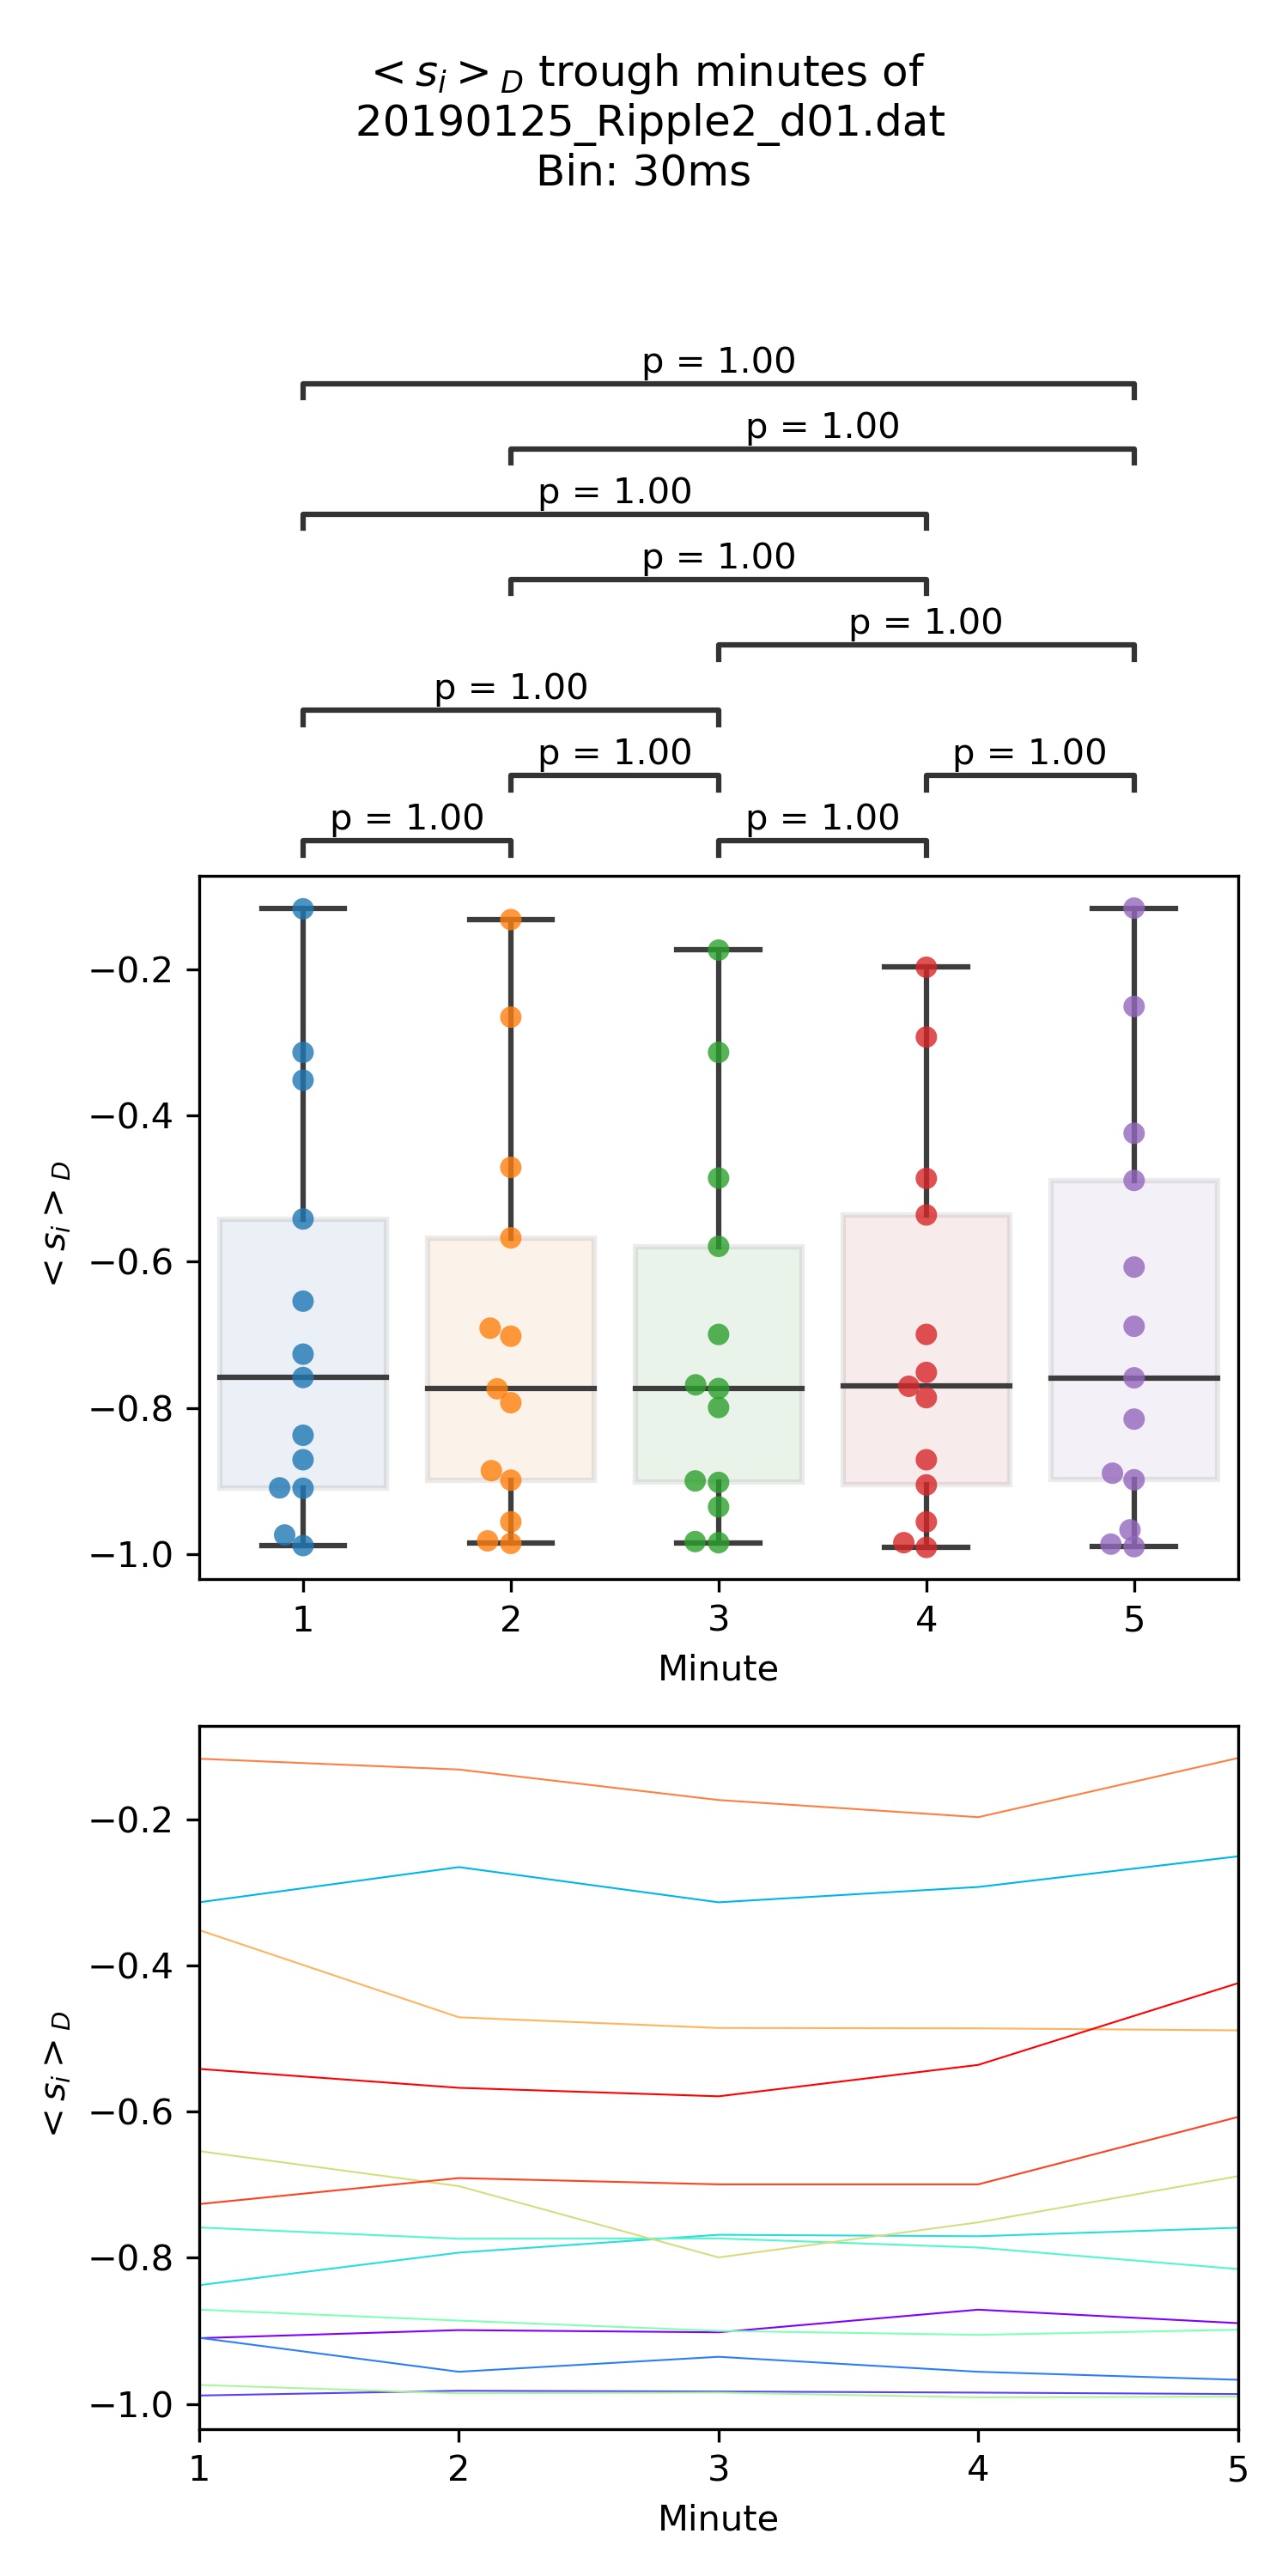 < s_i >_D trough minutes of
20190125_Ripple2_d01.dat
Bin: 30ms
p = 1.00
p = 1.00
p = 1.00
p = 1.00
p = 1.00
p = 1.00
p = 1.00 p = 1.00
p = 1.00 p = 1.00
−0.2
−0.4
−0.6
−0.8
−1.0
< s_i >_D
1 2 3 4 5
Minute
−0.2
−0.4
−0.6
−0.8
−1.0
< s_i >_D
1 2 3 4 5
Minute